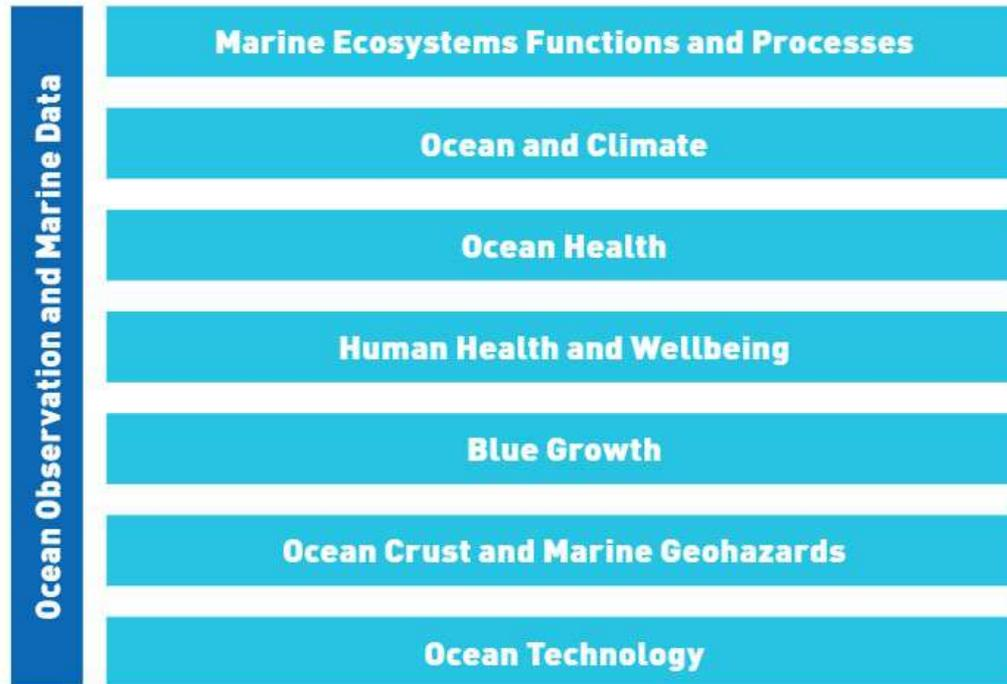 Ocean Observation and Marine Data
Marine Ecosystems Functions and Processes
Ocean and Climate
Ocean Health
Human Health and Wellbeing
Blue Growth
Ocean Crust and Marine Geohazards
Ocean Technology